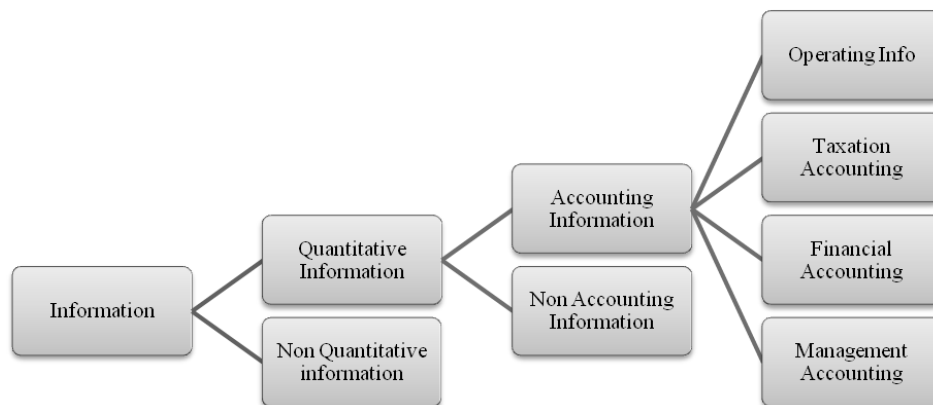 Information
Quantitative
Information
Non Quantitative
information
Accounting
Information
Non Accounting
Information
Operating Info
Taxation
Accounting
Financial
Accounting
Management
Accounting